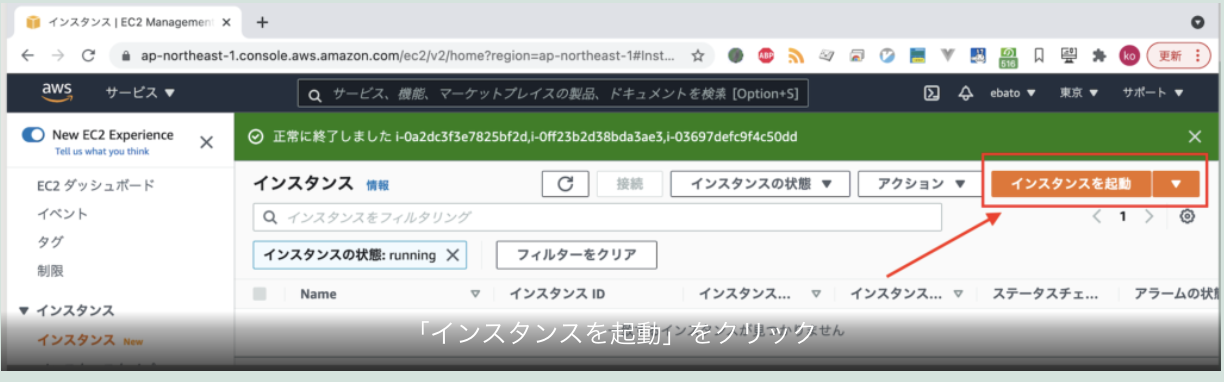 インスタンス | EC2 Management
ap-northeast-1.console.aws.amazon.com/ec2/v2/home?region=ap-northeast-1#Inst...
ABP
516
ko
更新
aws
サービス ▼
サービス、機能、マーケットプレイスの製品、ドキュメントを検索 [Option+S]
ebato ▼
東京 ▼
サポート ▼
New EC2 Experience
Tell us what you think
正常に終了しました i-0a2dc3f3e7825bf2d,i-0ff23b2d38bda3ae3,i-03697defc9f4c50dd
EC2 ダッシュボード
イベント
タグ
制限
▼ インスタンス
インスタンス New
インスタンス 情報
接続
インスタンスの状態 ▼
アクション ▼
インスタンスを起動 ▼
インスタンスをフィルタリング
1
インスタンスの状態: running
フィルターをクリア
Name
インスタンス ID
インスタンス...
インスタンス...
ステータスチェ...
アラームの状
「インスタンスを起動」をクリック